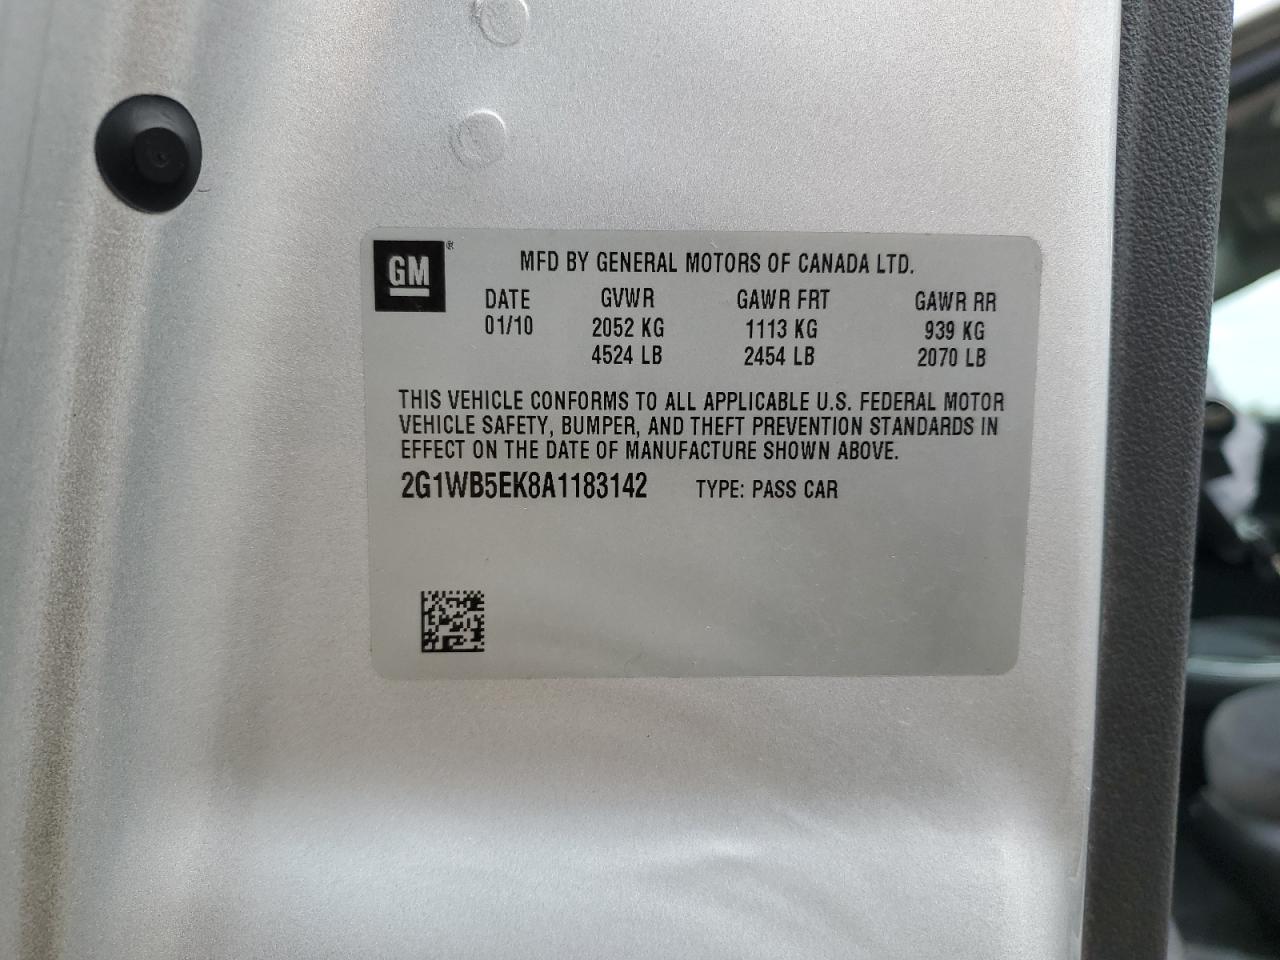 GM®
MFD BY GENERAL MOTORS OF CANADA LTD.
DATE GVWR GAWR FRT GAWR RR
01/10 2052 KG 1113 KG 939 KG
4524 LB 2454 LB 2070 LB
THIS VEHICLE CONFORMS TO ALL APPLICABLE U.S. FEDERAL MOTOR
VEHICLE SAFETY, BUMPER, AND THEFT PREVENTION STANDARDS IN
EFFECT ON THE DATE OF MANUFACTURE SHOWN ABOVE.
2G1WB5EK8A1183142 TYPE: PASS CAR